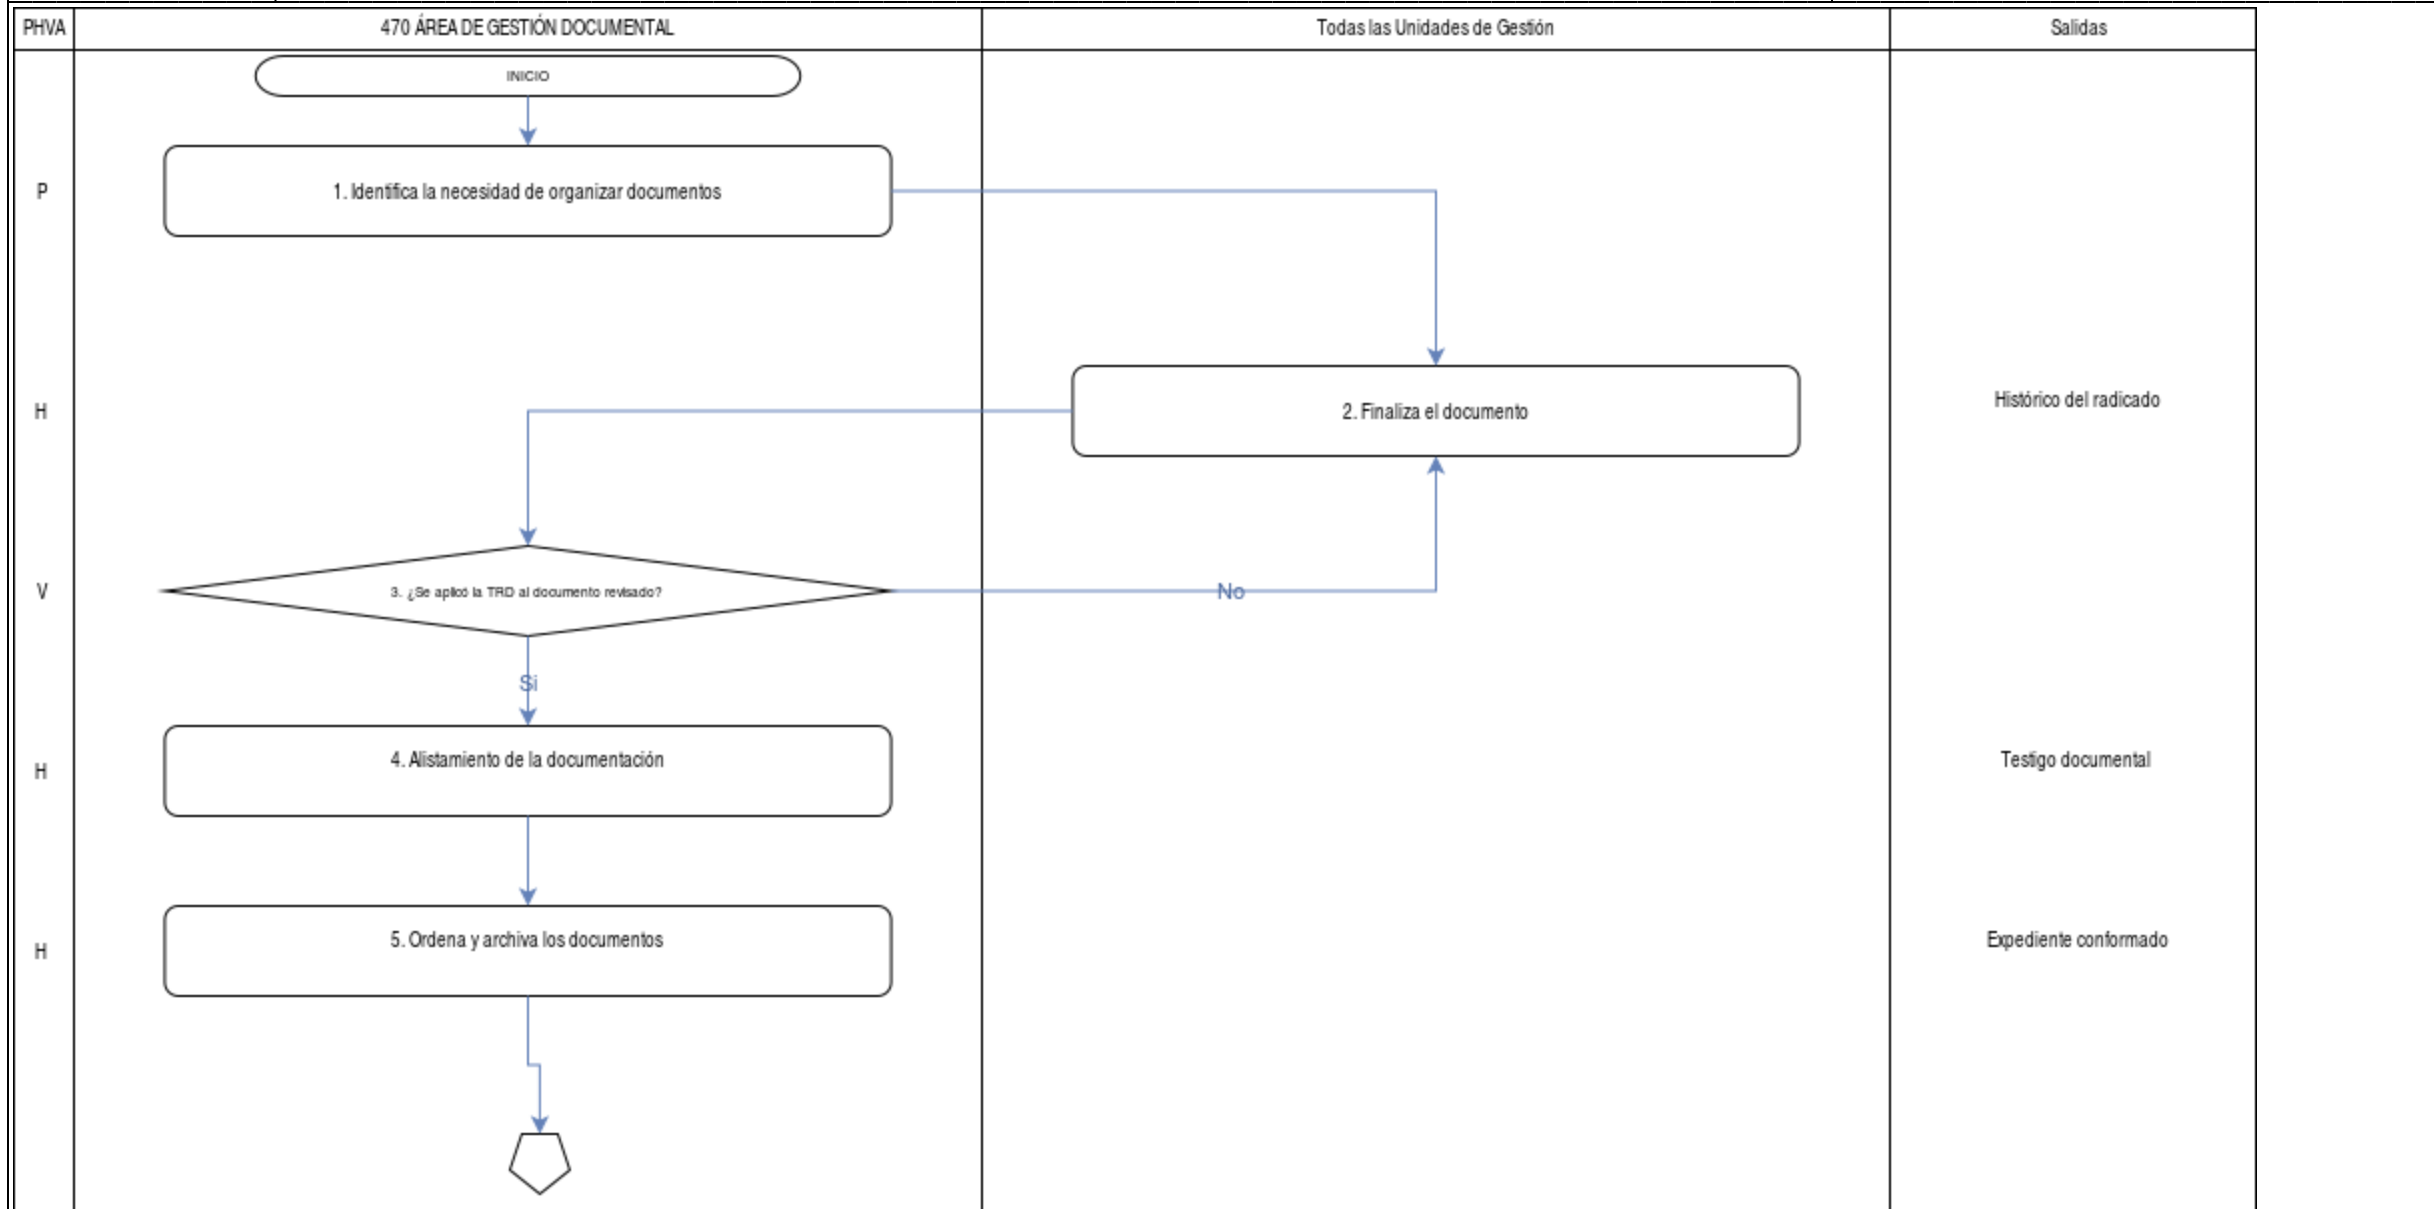 PHVA
470 ÁREA DE GESTIÓN DOCUMENTAL
Todas las Unidades de Gestión
Salidas
INICIO
P
1. Identifica la necesidad de organizar documentos
H
2. Finaliza el documento
Histórico del radicado
V
3. ¿Se aplicó la TRD al documento revisado?
No
Si
H
4. Alistamiento de la documentación
Testigo documental
H
5. Ordena y archiva los documentos
Expediente conformado